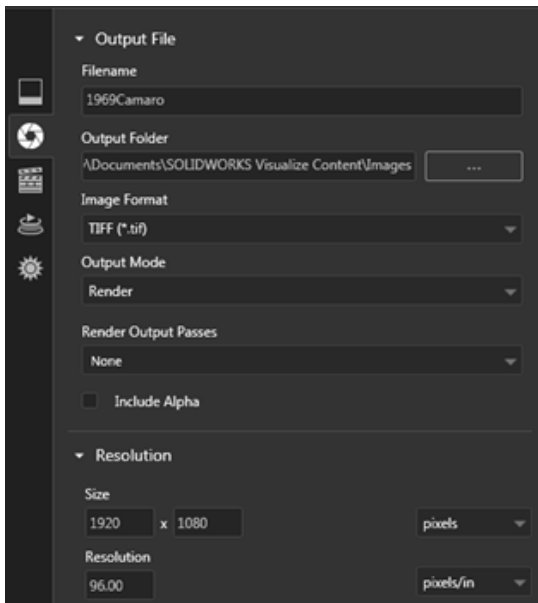 Output File
Filename
1969Camaro
Output Folder
\Documents\SOLIDWORKS Visualize Content\Images ...
Image Format
TIFF (*.tif)
Output Mode
Render
Render Output Passes
None
Include Alpha
Resolution
Size
1920 x 1080 pixels
Resolution
96.00 pixels/in